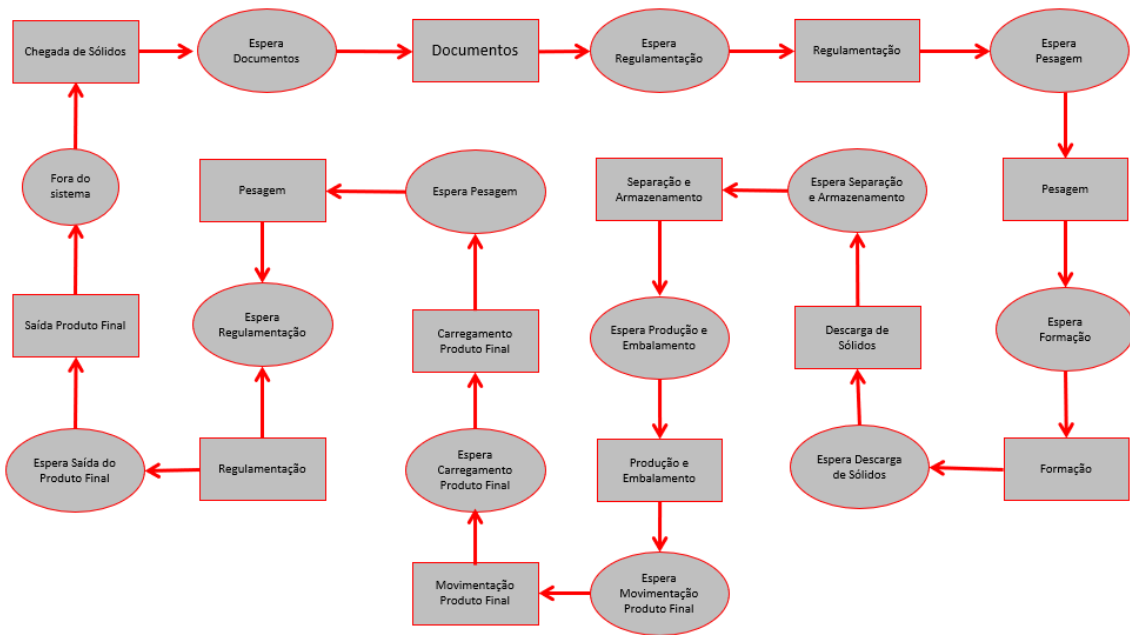 Chegada de Sólidos
Espera
Documentos
Documentos
Espera
Regulamentação
Regulamentação
Espera
Pesagem
Fora do
sistema
Pesagem
Espera Pesagem
Separação e
Armazenamento
Espera Separação
e Armazenamento
Pesagem
Saída Produto Final
Espera
Regulamentação
Carregamento
Produto Final
Espera Produção e
Embalamento
Descarga de
Sólidos
Espera
Formação
Espera Saída do
Produto Final
Regulamentação
Espera
Carregamento
Produto Final
Produção e
Embalamento
Espera Descarga
de Sólidos
Formação
Movimentação
Produto Final
Espera
Movimentação
Produto Final